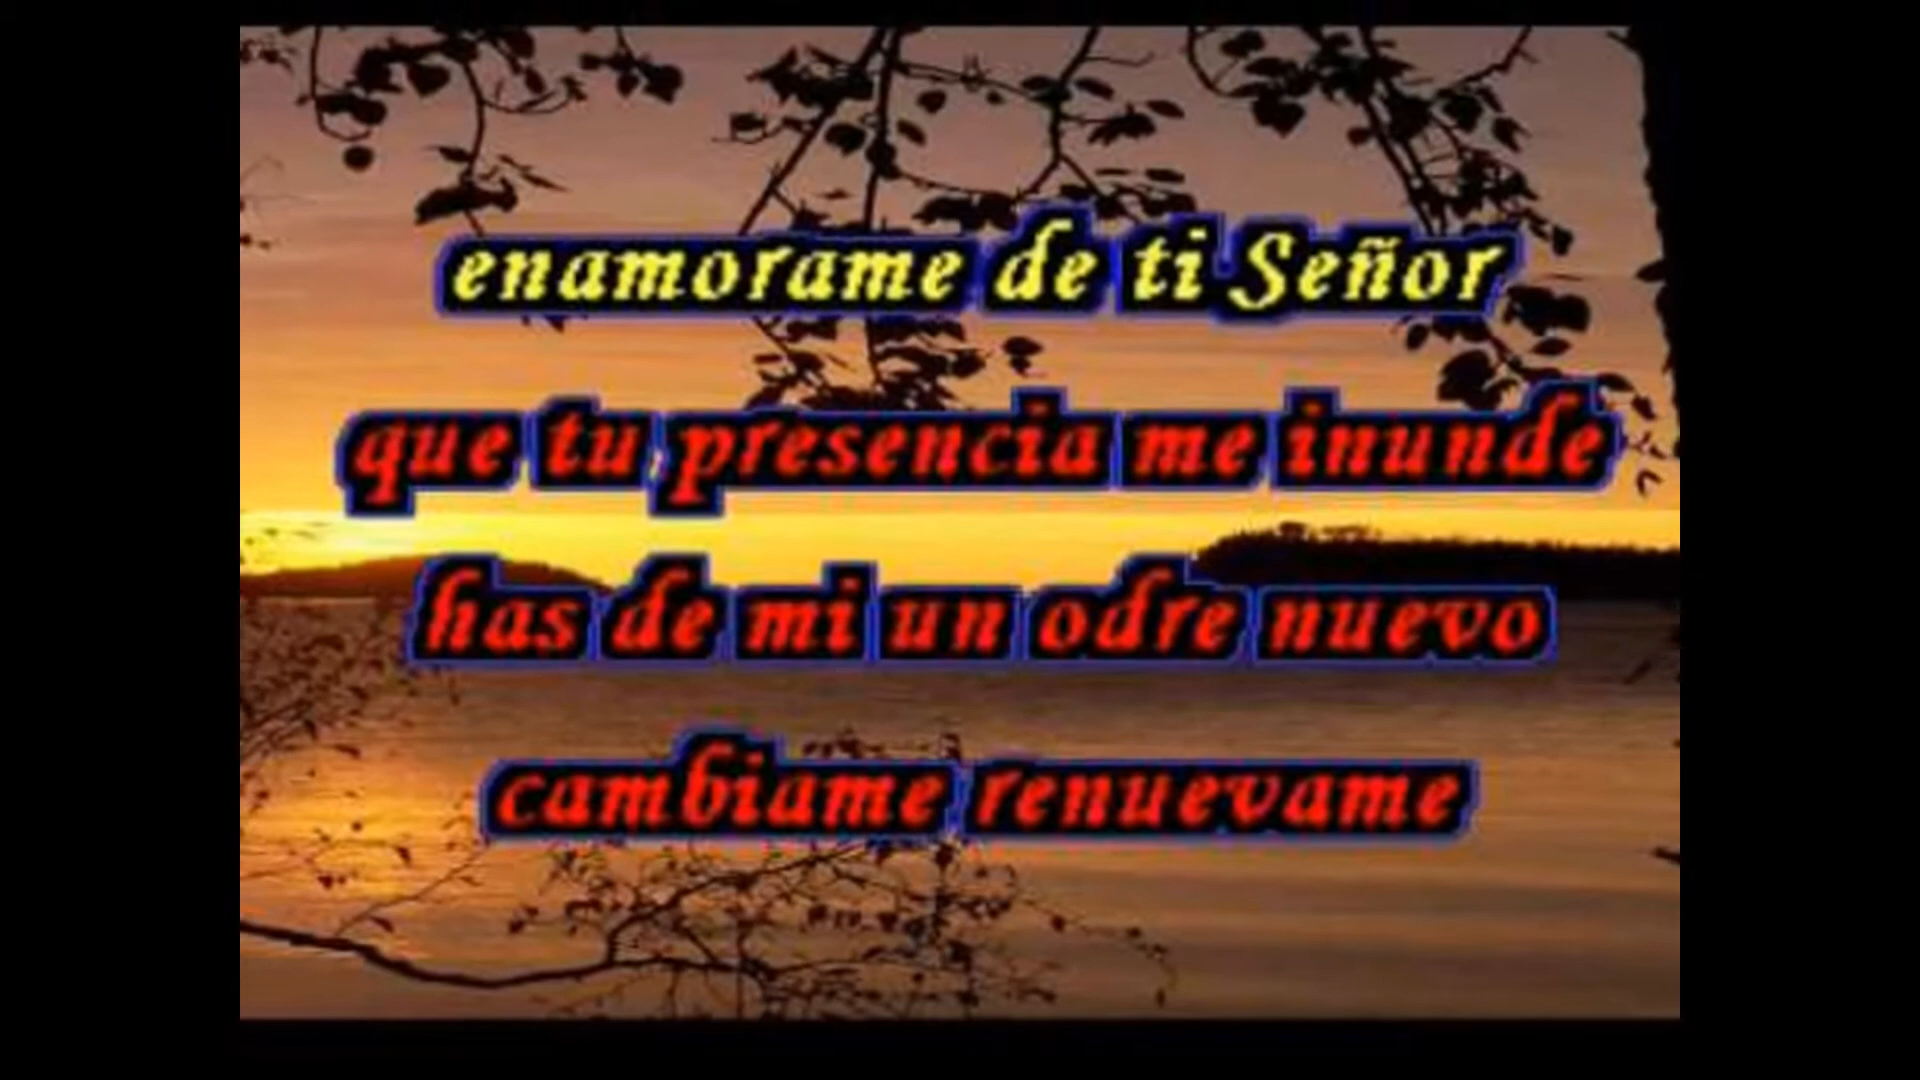 enamorame de ti Señor
que tu presencia me inunde
has de mi un odre nuevo
cambiame renuevame